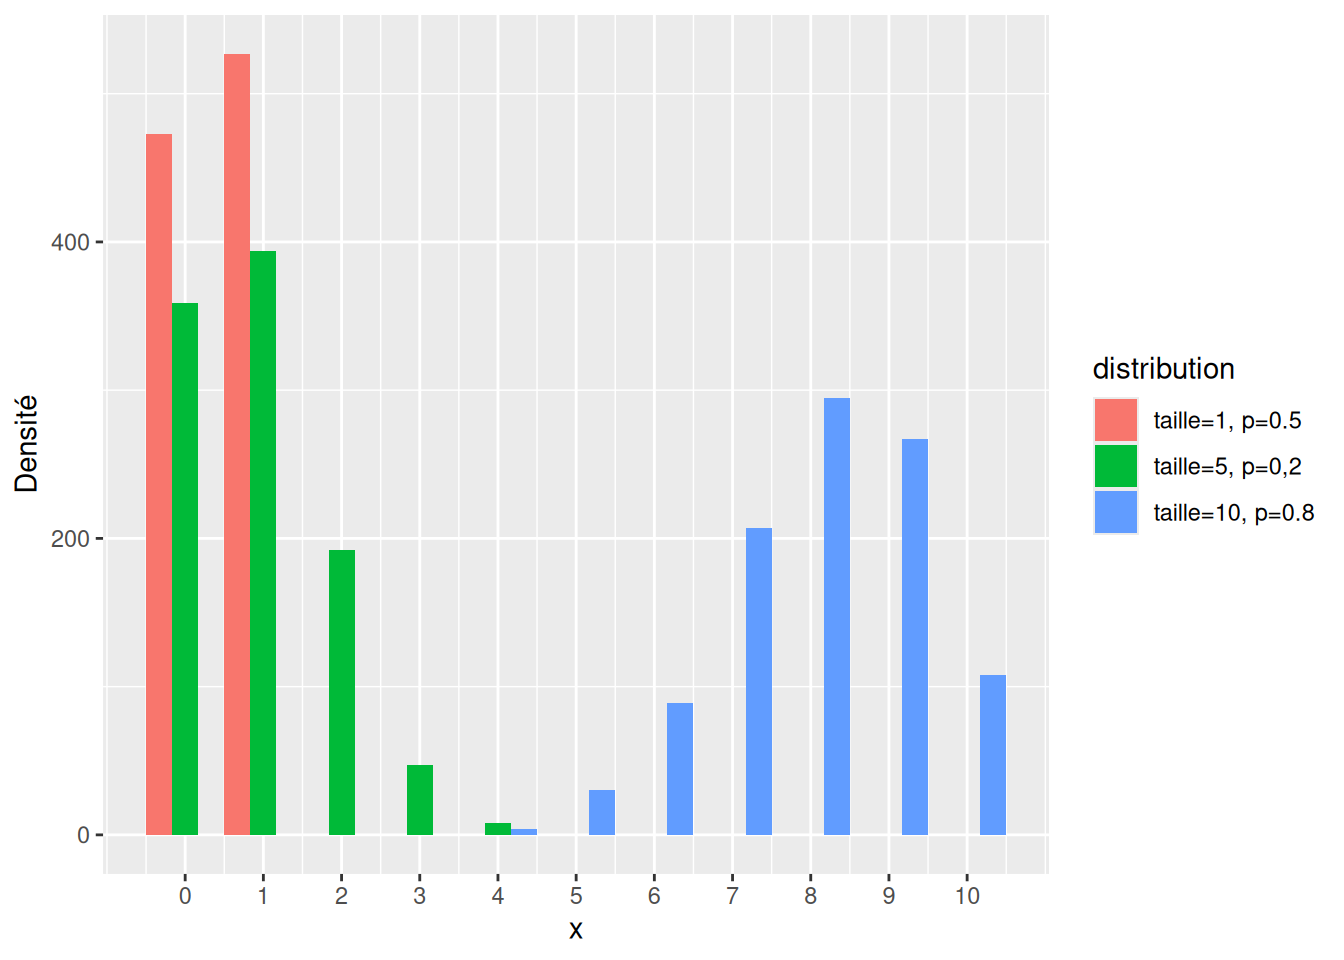 Densité
400
200
0
0 1 2 3 4 5 6 7 8 9 10
x
distribution
taille=1, p=0.5
taille=5, p=0,2
taille=10, p=0.8